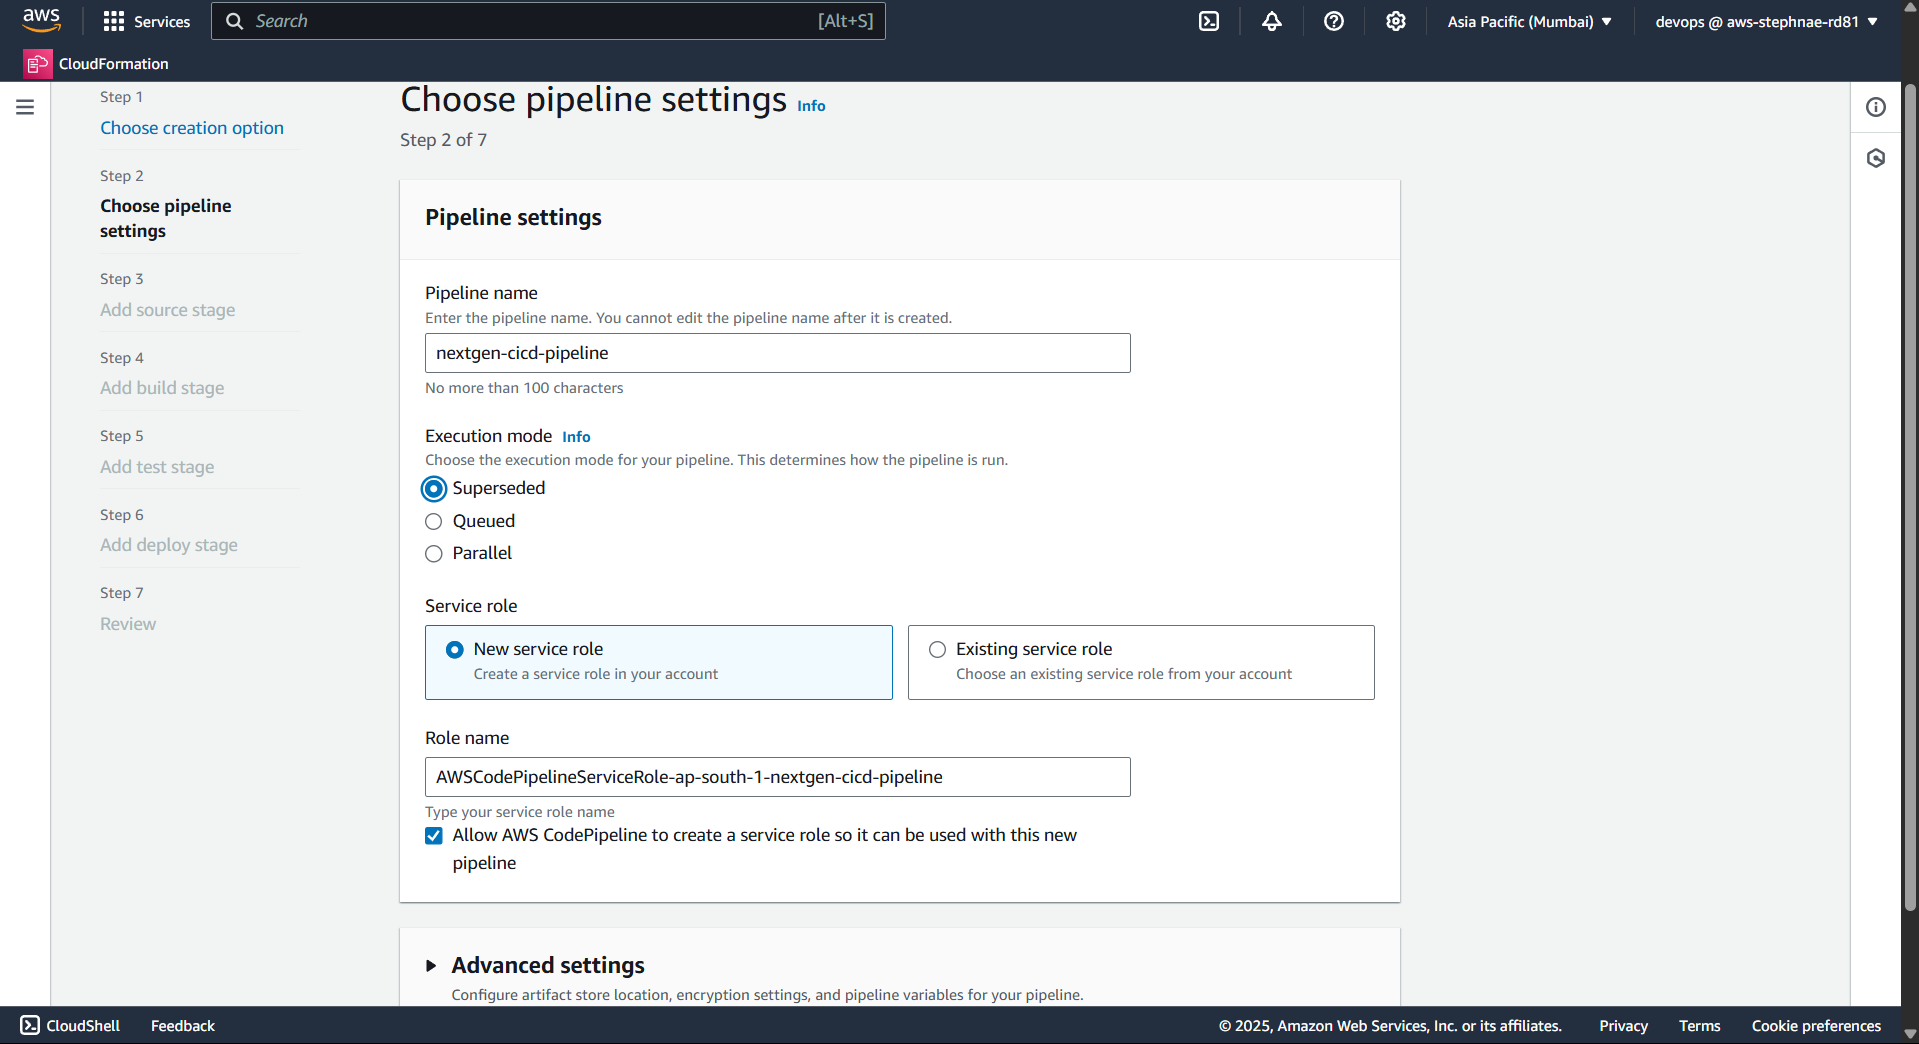 aws
Services
Search
[Alt+S]
Asia Pacific (Mumbai)
devops @ aws-stephnae-rd81
CloudFormation
Step 1
Choose creation option
Step 2
Choose pipeline
settings
Step 3
Add source stage
Step 4
Add build stage
Step 5
Add test stage
Step 6
Add deploy stage
Step 7
Review
Choose pipeline settings Info
Step 2 of 7
Pipeline settings
Pipeline name
Enter the pipeline name. You cannot edit the pipeline name after it is created.
nextgen-cicd-pipeline
No more than 100 characters
Execution mode Info
Choose the execution mode for your pipeline. This determines how the pipeline is run.
Superseded
Queued
Parallel
Service role
New service role
Create a service role in your account
Existing service role
Choose an existing service role from your account
Role name
AWSCodePipelineServiceRole-ap-south-1-nextgen-cicd-pipeline
Type your service role name
Allow AWS CodePipeline to create a service role so it can be used with this new
pipeline
Advanced settings
Configure artifact store location, encryption settings, and pipeline variables for your pipeline.
CloudShell
Feedback
© 2025, Amazon Web Services, Inc. or its affiliates.
Privacy
Terms
Cookie preferences